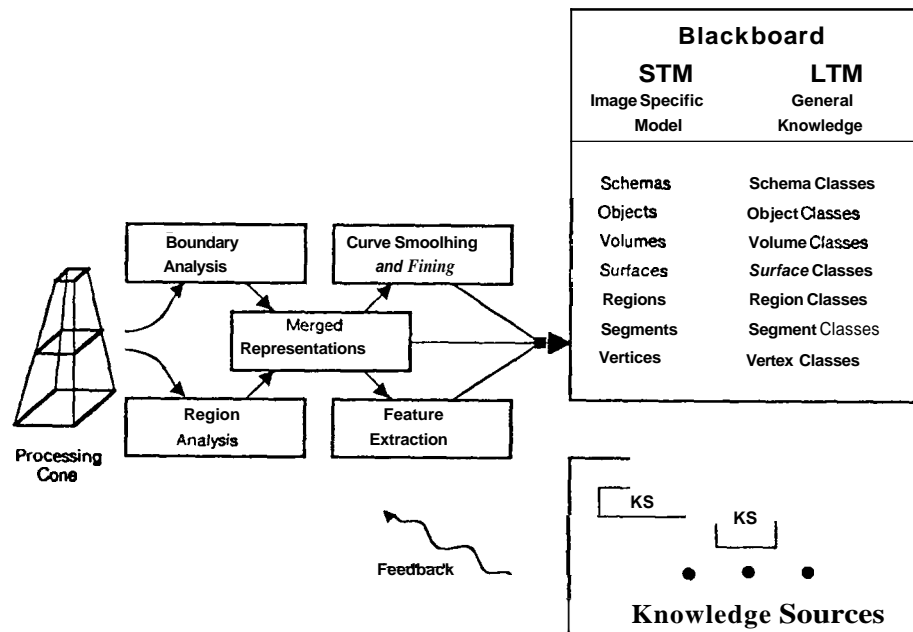 Blackboard
STM LTM
Image Specific General
Model Knowledge
Schemas Schema Classes
Objects Object Classes
Volumes Volume Classes
Surfaces Surface Classes
Regions Region Classes
Segments Segment Classes
Vertices Vertex Classes
Boundary
Analysis
Curve Smoolhing
and Fining
Merged
Representations
Region
Analysis
Feature
Extraction
Processing
Cone
Feedback
KS
KS
Knowledge Sources